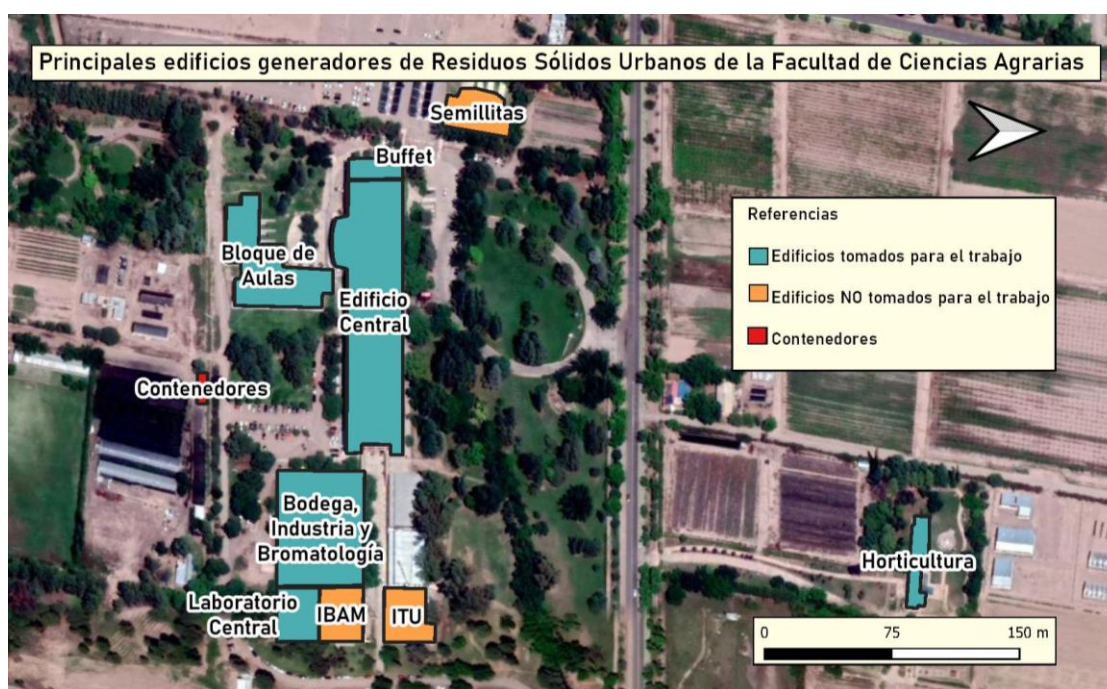 Principales edificios generadores de Residuos Sólidos Urbanos de la Facultad de Ciencias Agrarias
Semillitas
Buffet
Bloque de
Aulas
Edificio
Central
Contenedores
Bodega,
Industria y
Bromatología
Laboratorio
Central
IBAM
ITU
Horticultura
Referencias
Edificios tomados para el trabajo
Edificios NO tomados para el trabajo
Contenedores
0 75 150 m